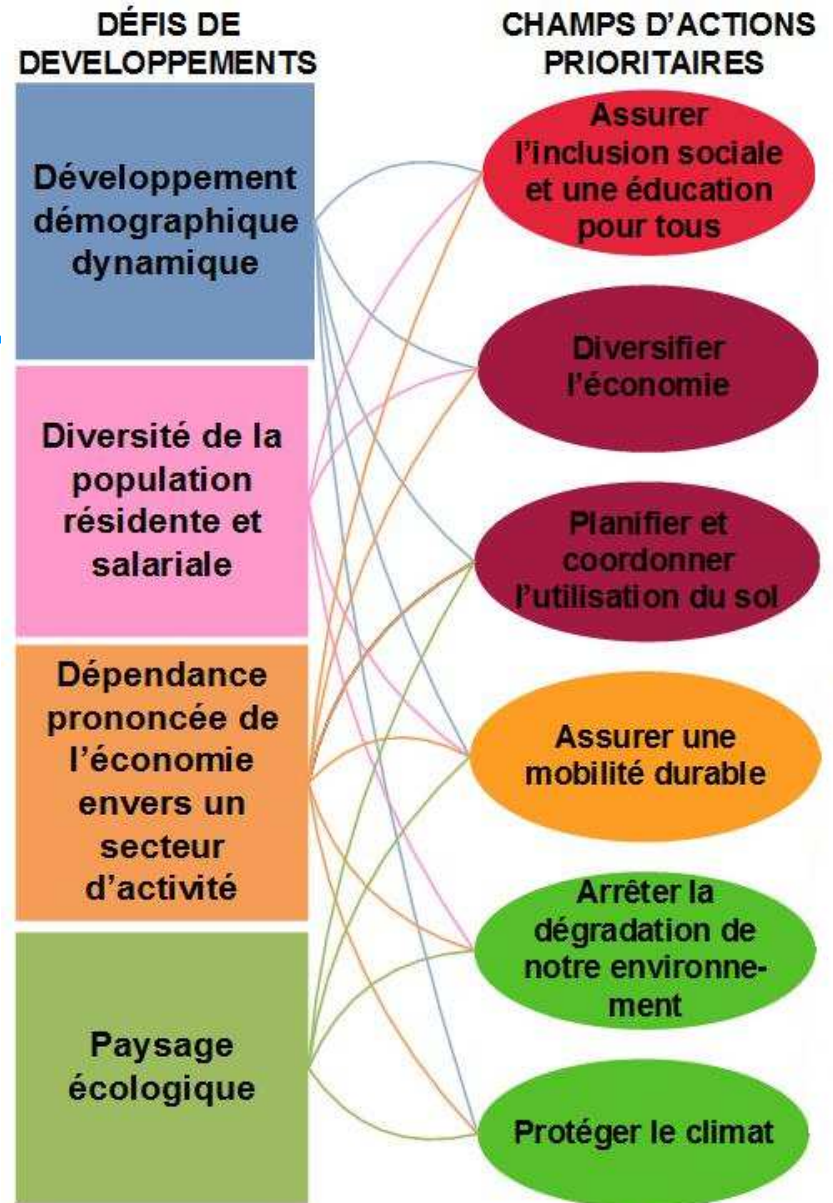 DÉFIS DE
DEVELOPPEMENTS
Développement
démographique
dynamique
Diversité de la
population
résidente et
salariale
Dépendance
prononcée de
l'économie
envers un
secteur
d'activité
Paysage
écologique
CHAMPS D'ACTIONS
PRIORITAIRES
Assurer
l'inclusion sociale
et une éducation
pour tous
Diversifier
l'économie
Planifier et
coordonner
l'utilisation du sol
Assurer une
mobilité durable
Arrêter la
dégradation de
notre environne-
ment
Protéger le climat